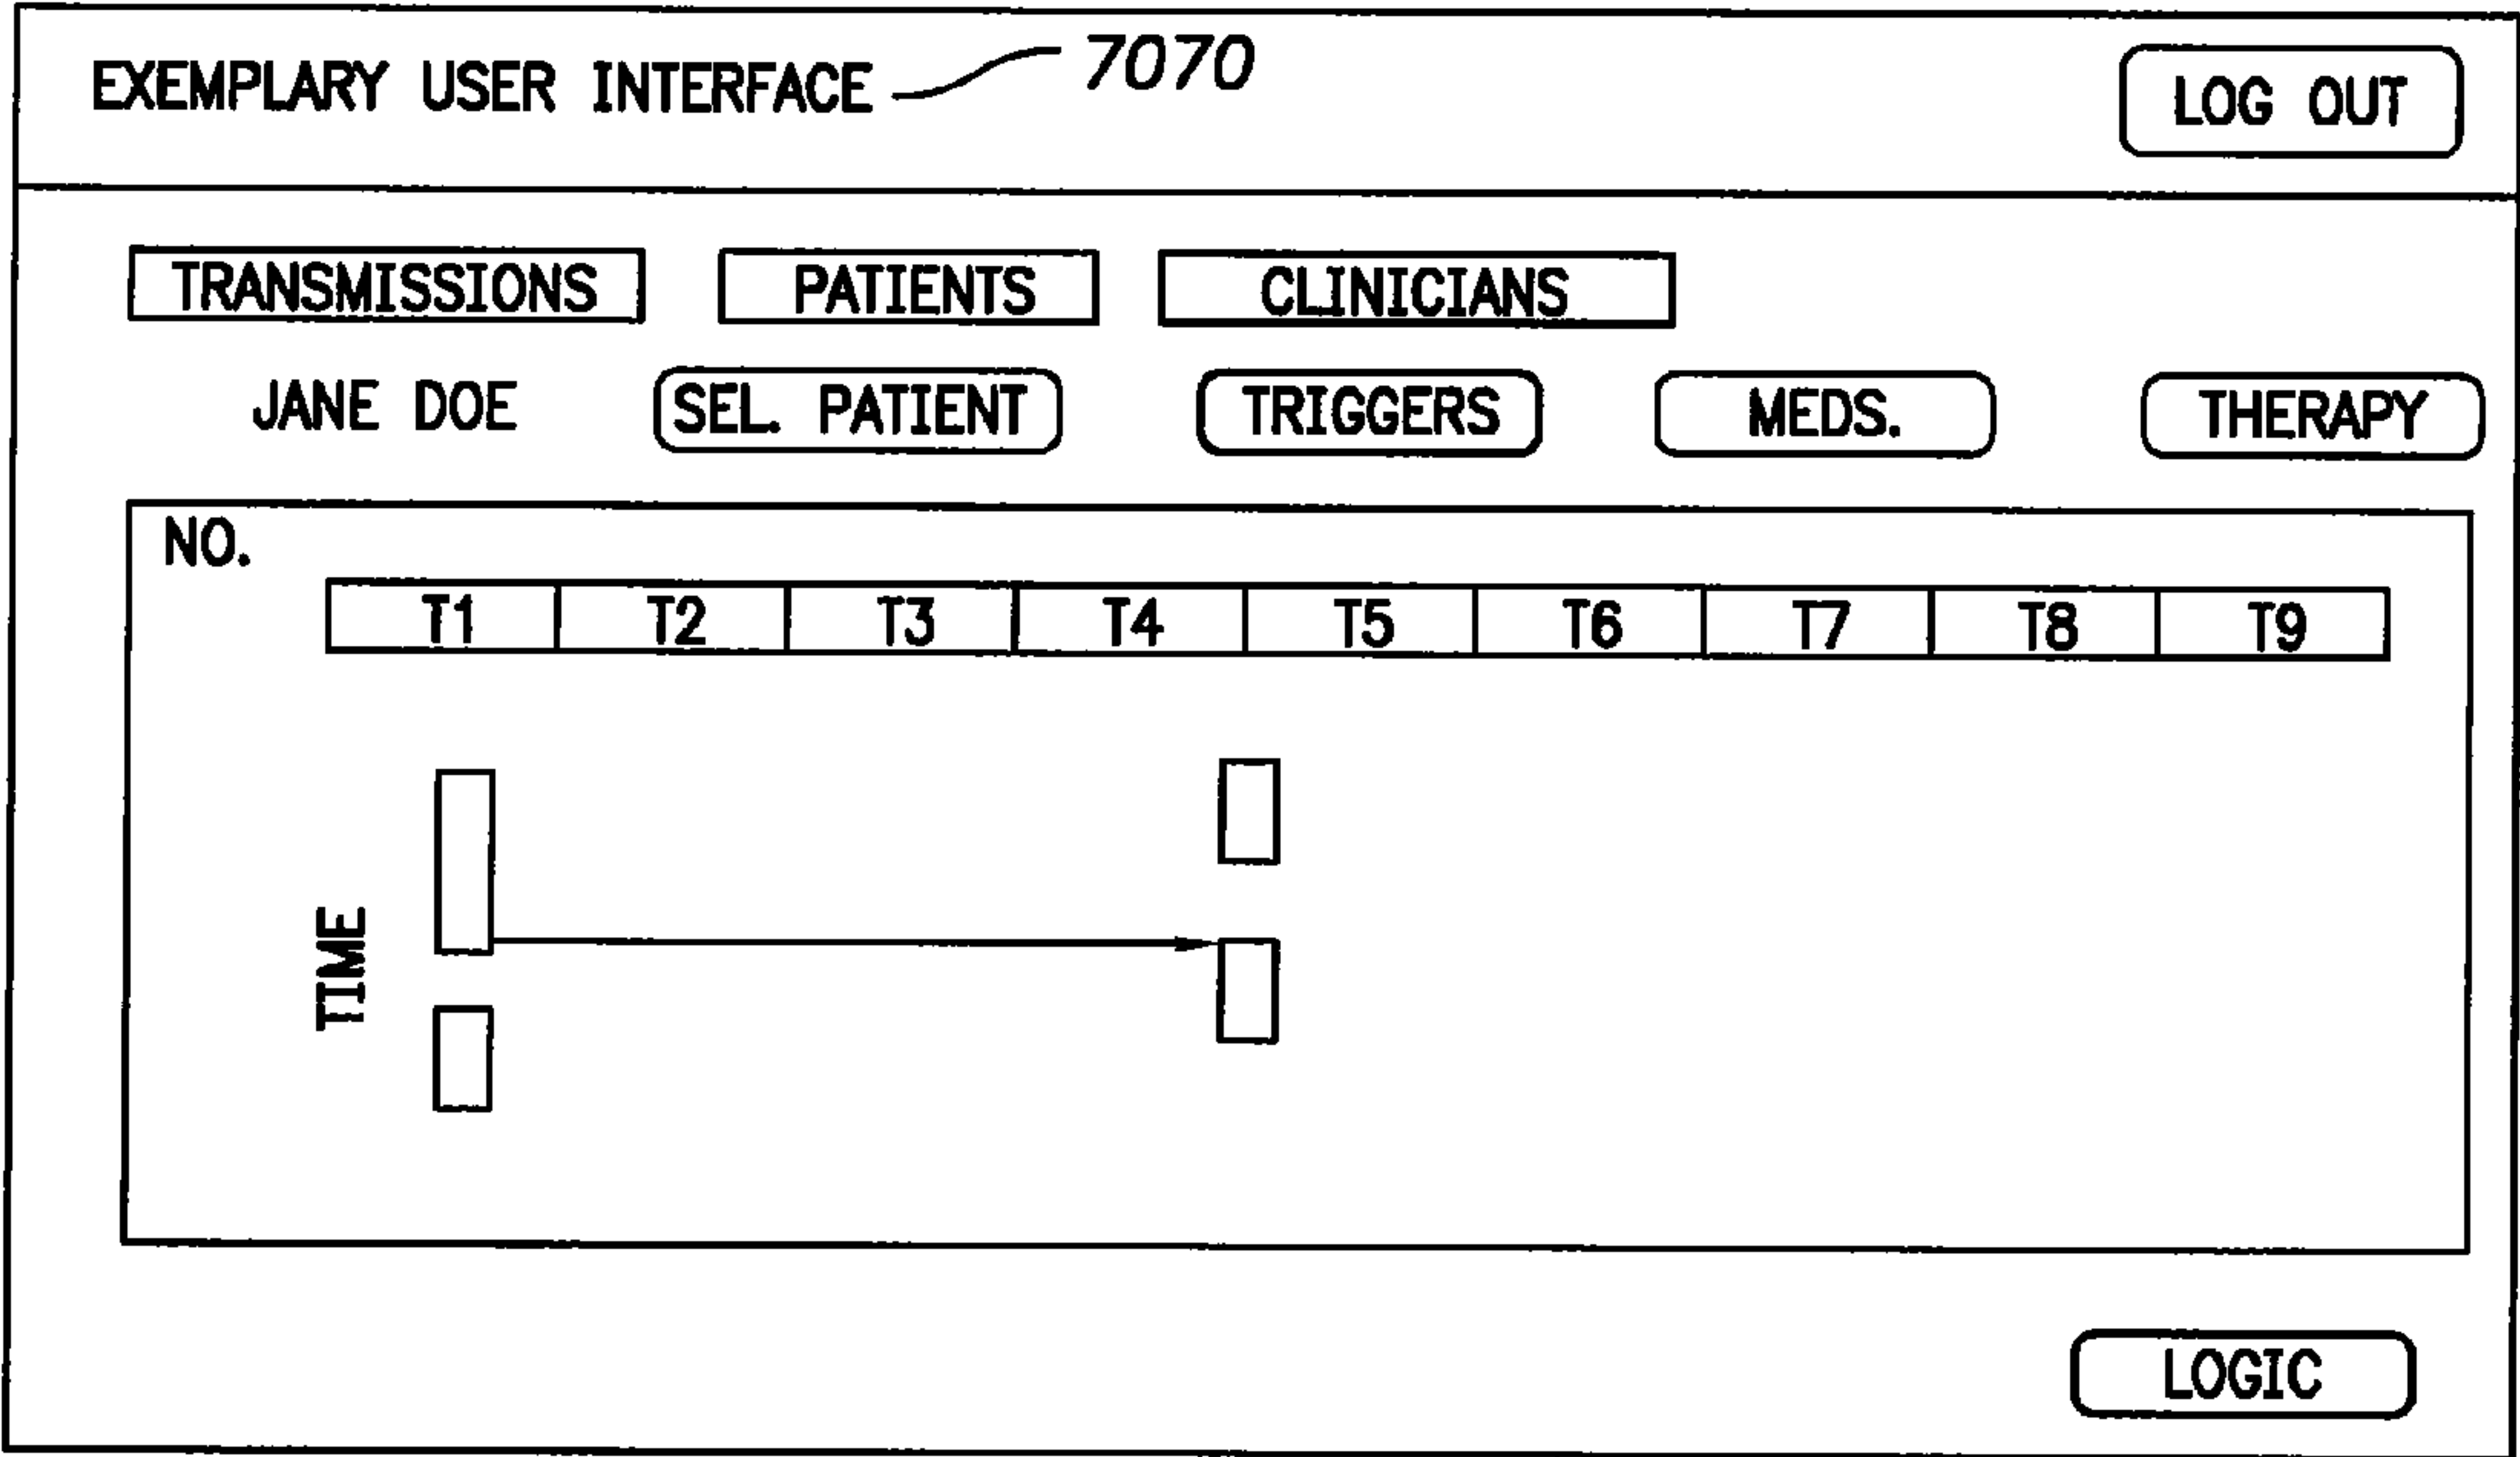 EXEMPLARY USER INTERFACE 7070 LOG OUT
TRANSMISSIONS PATIENTS CLINICIANS
JANE DOE SEL. PATIENT TRIGGERS MEDS. THERAPY
NO.
T1 T2 T3 T4 T5 T6 T7 T8 T9
TIME
LOGIC